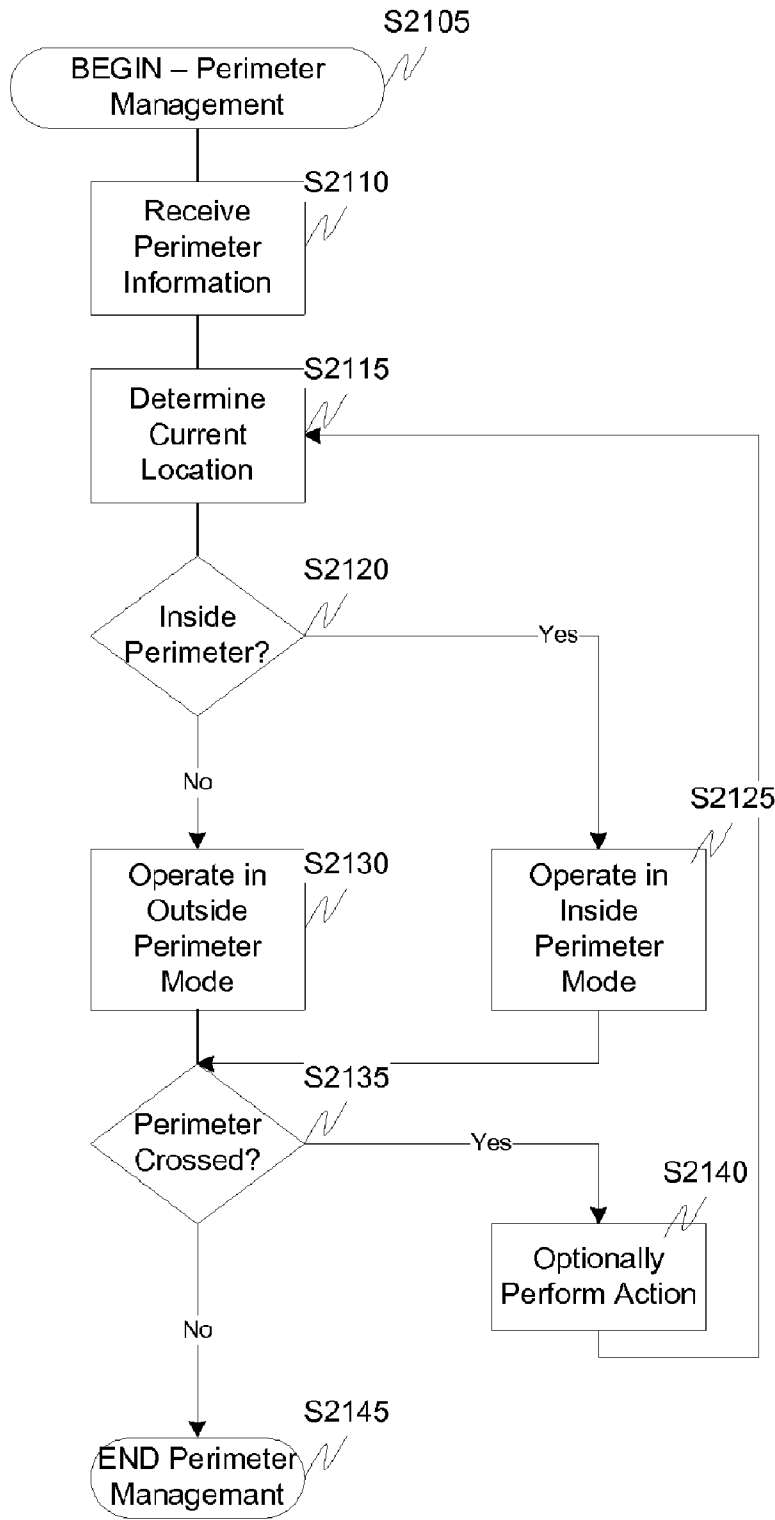 S2105
BEGIN – Perimeter
Management
S2110
Receive
Perimeter
Information
S2115
Determine
Current
Location
S2120
Inside
Perimeter?
Yes
No
S2125
S2130
Operate in
Outside
Perimeter
Mode
Operate in
Inside
Perimeter
Mode
S2135
Perimeter
Crossed?
Yes
S2140
Optionally
Perform Action
No
S2145
END Perimeter
Managemant